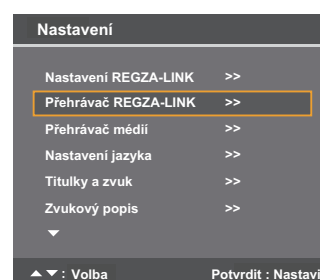 Nastavení
Nastavení REGZA-LINK >>
Přehrávač REGZA-LINK >>
Přehrávač médií >>
Nastavení jazyka >>
Titulky a zvuk >>
Zvukový popis >>
▼
▲ ▼ : Volba Potvrdit : Nastavi